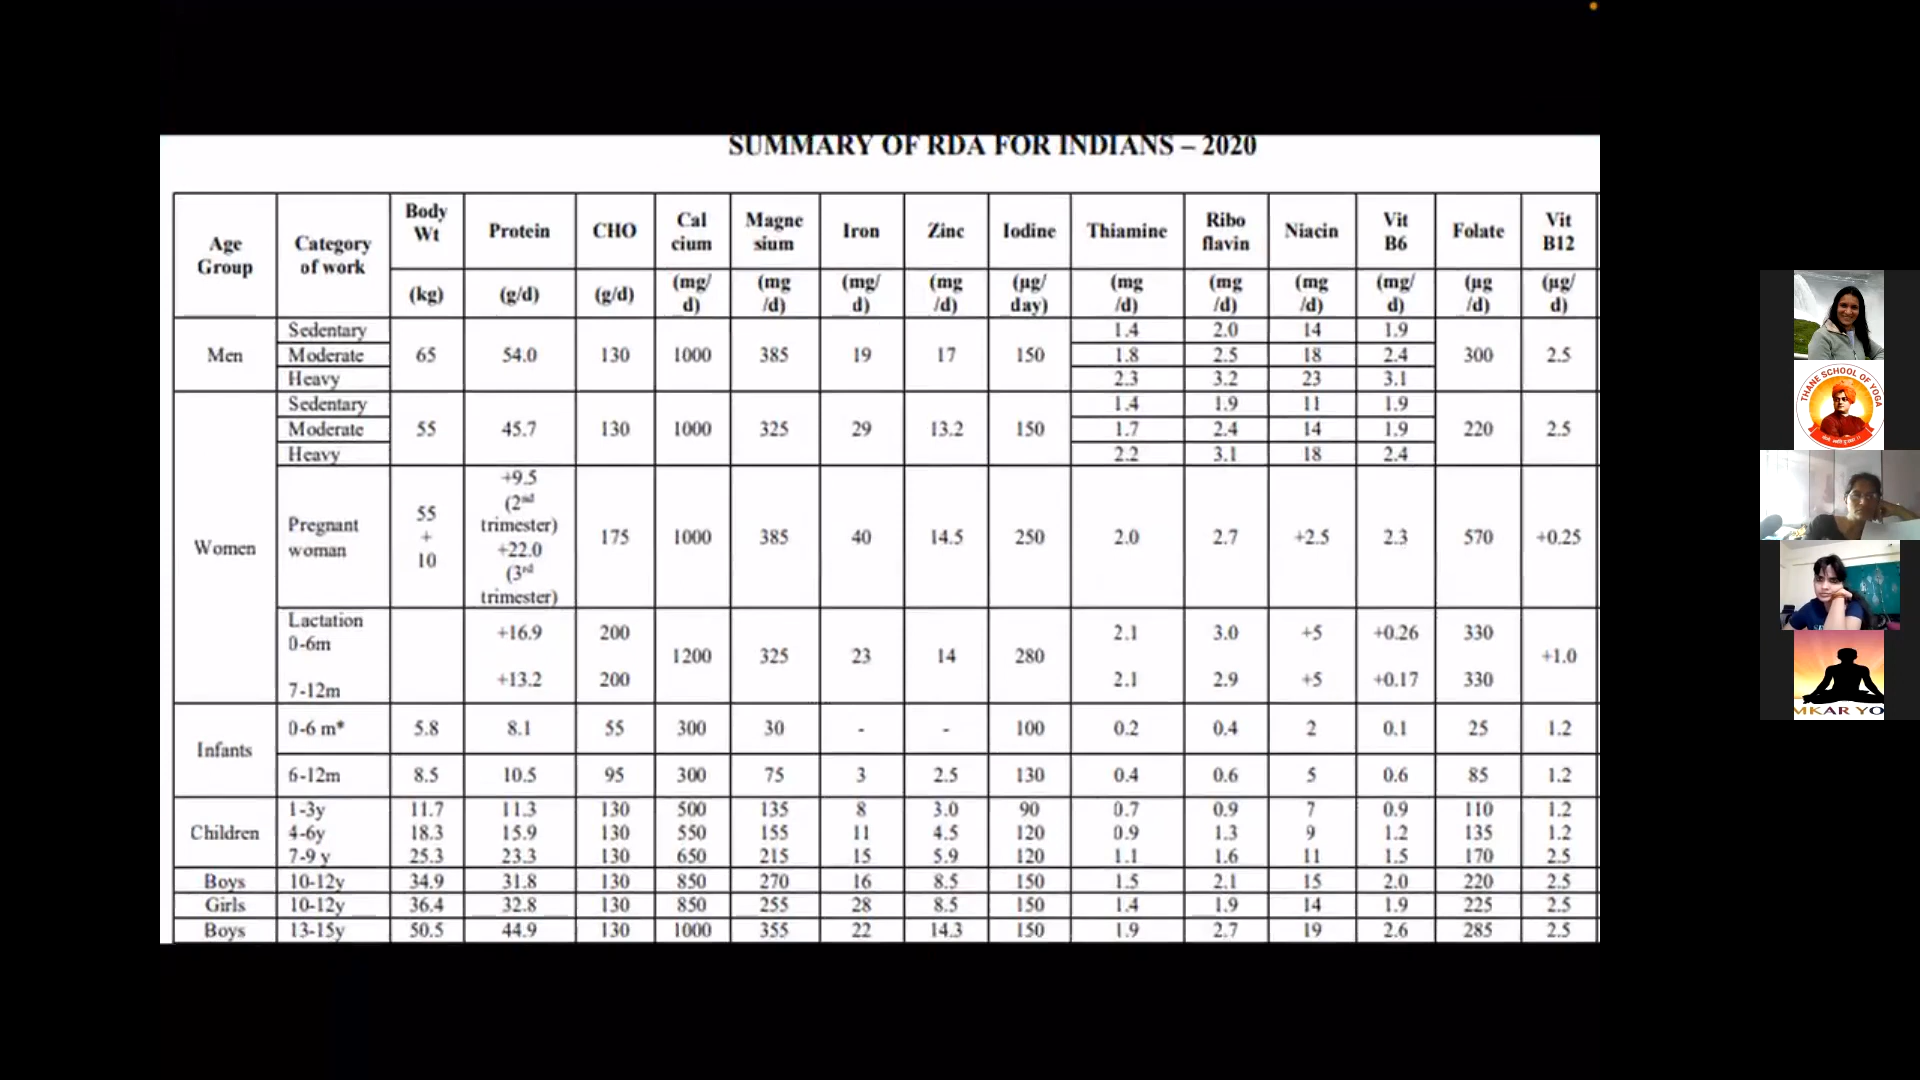 SUMMARY OF RDA FOR INDIANS – 2020
Age Group | Category of work | Body Wt | Protein | CHO | Cal cium | Magne sium | Iron | Zinc | Iodine | Thiamine | Ribo flavin | Niacin | Vit B6 | Folate | Vit B12
(kg) | (g/d) | (g/d) | (mg/ d) | (mg /d) | (mg/ d) | (mg /d) | (µg/ day) | (mg /d) | (mg /d) | (mg /d) | (mg/ d) | (µg /d) | (µg/ d)
Men | Sedentary | 1.4 | 2.0 | 14 | 1.9
Moderate | 65 | 54.0 | 130 | 1000 | 385 | 19 | 17 | 150 | 1.8 | 2.5 | 18 | 2.4 | 300 | 2.5
Heavy | 2.3 | 3.2 | 23 | 3.1
Women | Sedentary | 1.4 | 1.9 | 11 | 1.9
Moderate | 55 | 45.7 | 130 | 1000 | 325 | 29 | 13.2 | 150 | 1.7 | 2.4 | 14 | 1.9 | 220 | 2.5
Heavy | 2.2 | 3.1 | 18 | 2.4
Pregnant woman | 55 + 10 | +9.5 (2nd trimester) +22.0 (3rd trimester) | 175 | 1000 | 385 | 40 | 14.5 | 250 | 2.0 | 2.7 | +2.5 | 2.3 | 570 | +0.25
Lactation 0-6m | +16.9 | 200 | 1200 | 325 | 23 | 14 | 280 | 2.1 | 3.0 | +5 | +0.26 | 330 | +1.0
7-12m | +13.2 | 200 | 2.1 | 2.9 | +5 | +0.17 | 330
Infants | 0-6 m* | 5.8 | 8.1 | 55 | 300 | 30 | - | - | 100 | 0.2 | 0.4 | 2 | 0.1 | 25 | 1.2
6-12m | 8.5 | 10.5 | 95 | 300 | 75 | 3 | 2.5 | 130 | 0.4 | 0.6 | 5 | 0.6 | 85 | 1.2
Children | 1-3y | 11.7 | 11.3 | 130 | 500 | 135 | 8 | 3.0 | 90 | 0.7 | 0.9 | 7 | 0.9 | 110 | 1.2
4-6y | 18.3 | 15.9 | 130 | 550 | 155 | 11 | 4.5 | 120 | 0.9 | 1.3 | 9 | 1.2 | 135 | 1.2
7-9 y | 25.3 | 23.3 | 130 | 650 | 215 | 15 | 5.9 | 120 | 1.1 | 1.6 | 11 | 1.5 | 170 | 2.5
Boys | 10-12y | 34.9 | 31.8 | 130 | 850 | 270 | 16 | 8.5 | 150 | 1.5 | 2.1 | 15 | 2.0 | 220 | 2.5
Girls | 10-12y | 36.4 | 32.8 | 130 | 850 | 255 | 28 | 8.5 | 150 | 1.4 | 1.9 | 14 | 1.9 | 225 | 2.5
Boys | 13-15y | 50.5 | 44.9 | 130 | 1000 | 355 | 22 | 14.3 | 150 | 1.9 | 2.7 | 19 | 2.6 | 285 | 2.5
THANE SCHOOL OF YOGA
MKAR YO